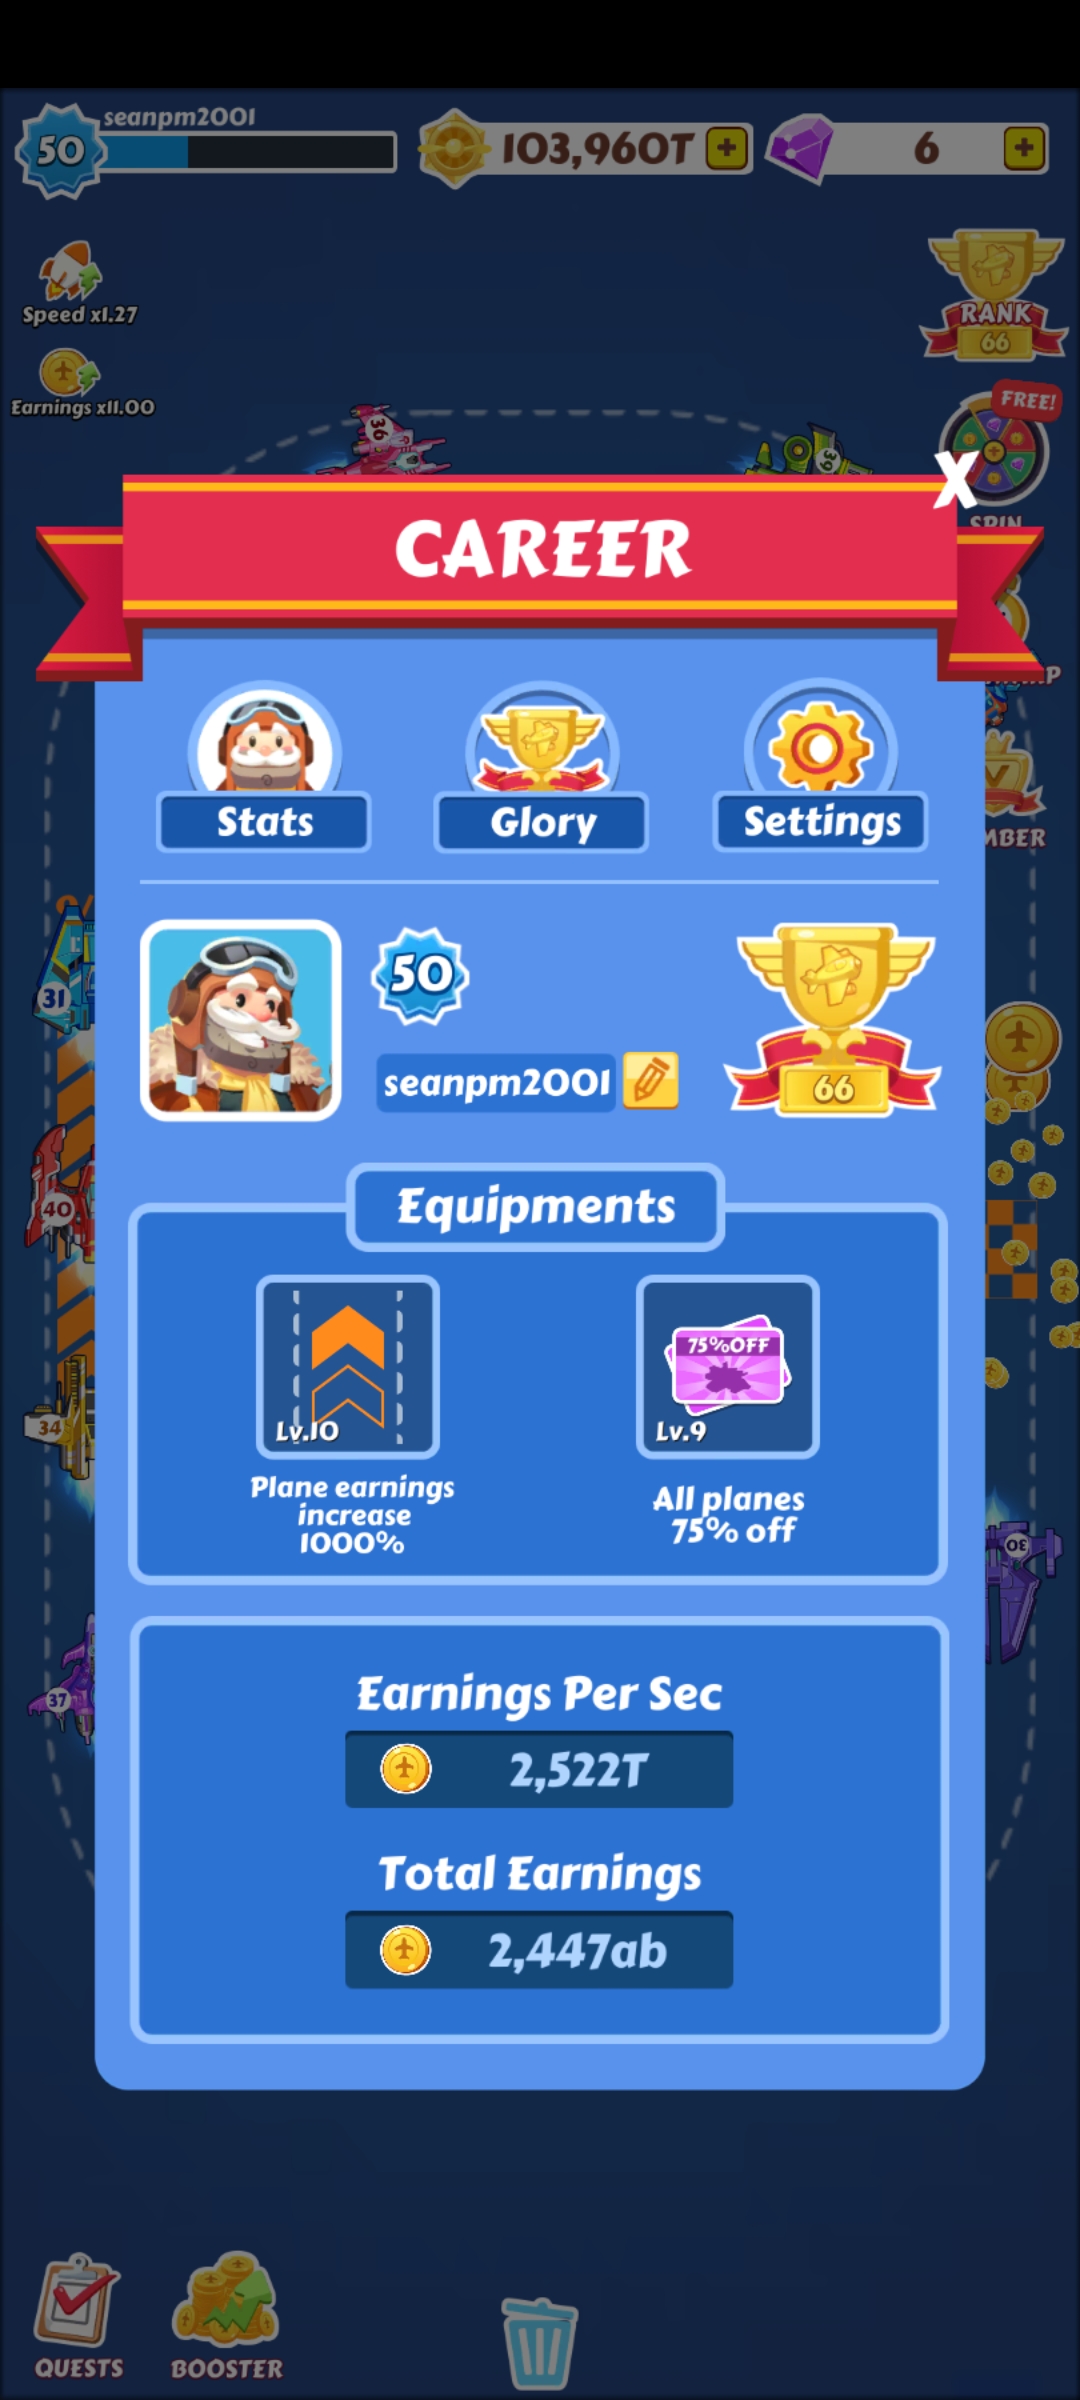 seanpm2001
50
103,960T
6
Speed x1.27
Earnings x11.00
RANK
66
FREE!
SPIN
36
39
CAREER
Stats
Glory
Settings
MBER
50
seanpm2001
66
31
40
34
37
30
Equipments
75%OFF
Lv.10
Lv.9
Plane earnings
increase
1000%
All planes
75% off
Earnings Per Sec
2,522T
Total Earnings
2,447ab
QUESTS
BOOSTER